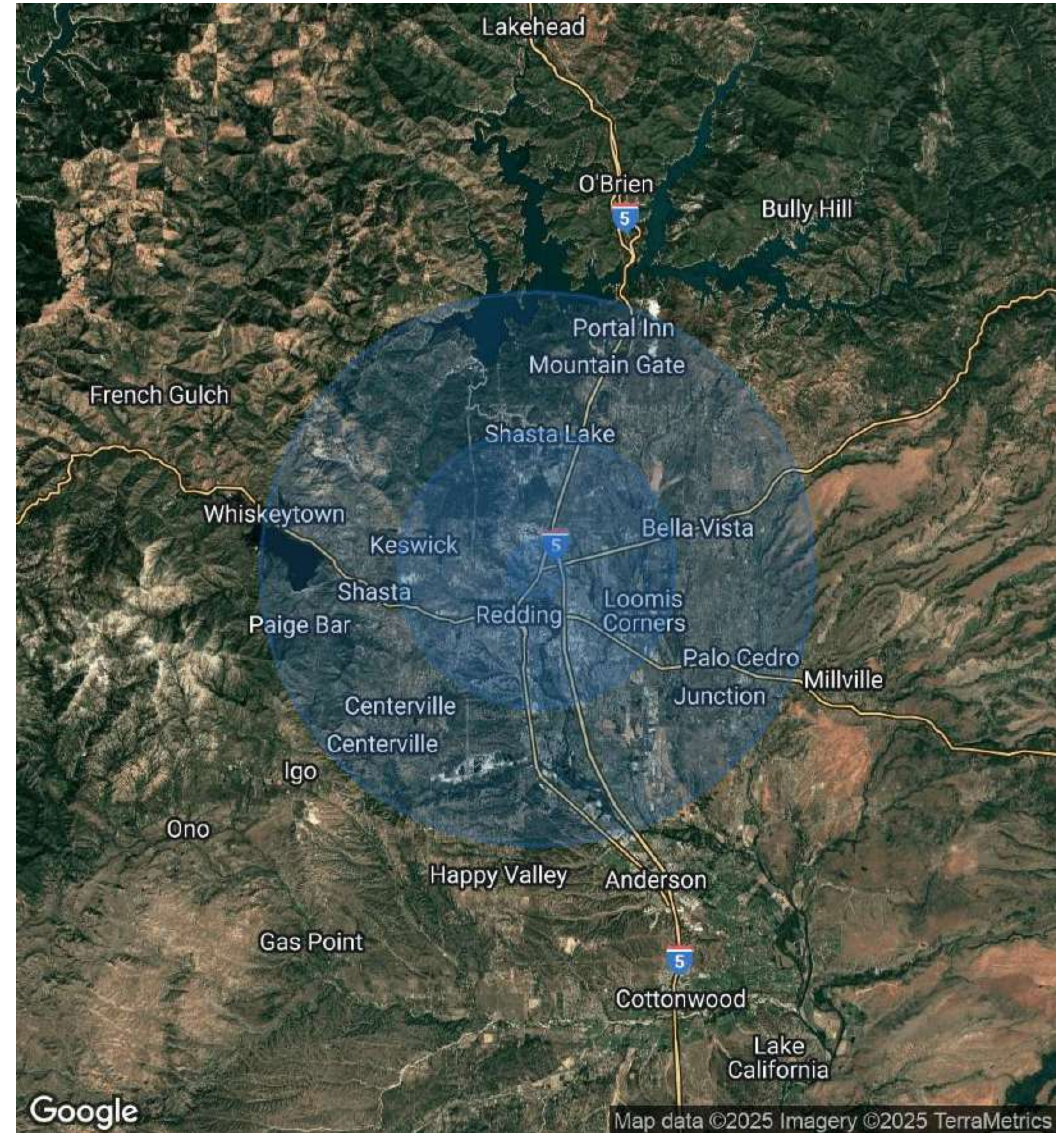 Lakehead
O'Brien
5
Bully Hill
Portal Inn
Mountain Gate
French Gulch
Shasta Lake
Whiskeytown
Bella Vista
Keswick
5
Shasta
Loomis
Corners
Redding
Paige Bar
Palo Cedro
Millville
Junction
Centerville
Centerville
Igo
Ono
Happy Valley
Anderson
Gas Point
5
Cottonwood
Lake
California
Google
Map data ©2025 Imagery ©2025 TerraMetrics